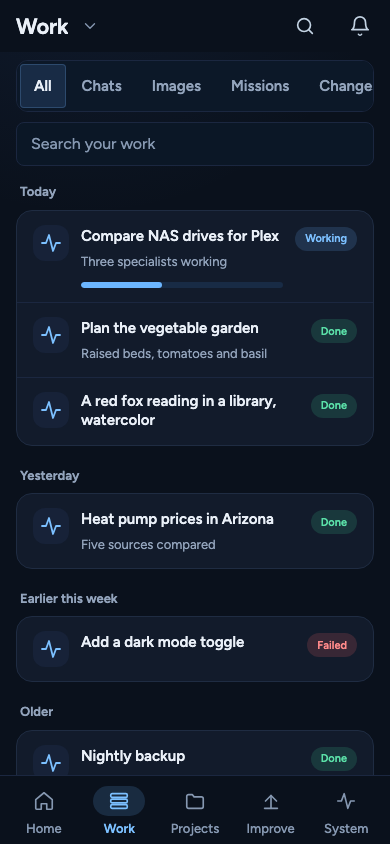 Work
All
Chats
Images
Missions
Change
Search your work
Today
Compare NAS drives for Plex
Working
Three specialists working
Plan the vegetable garden
Done
Raised beds, tomatoes and basil
A red fox reading in a library,
watercolor
Done
Yesterday
Heat pump prices in Arizona
Done
Five sources compared
Earlier this week
Add a dark mode toggle
Failed
Older
Nightly backup
Done
Home
Work
Projects
Improve
System